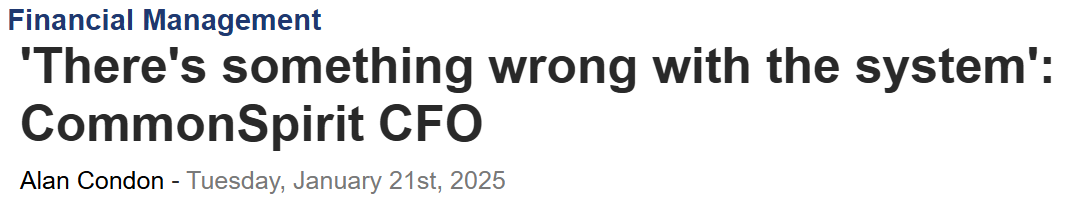 Financial Management
'There's something wrong with the system':
CommonSpirit CFO
Alan Condon - Tuesday, January 21st, 2025